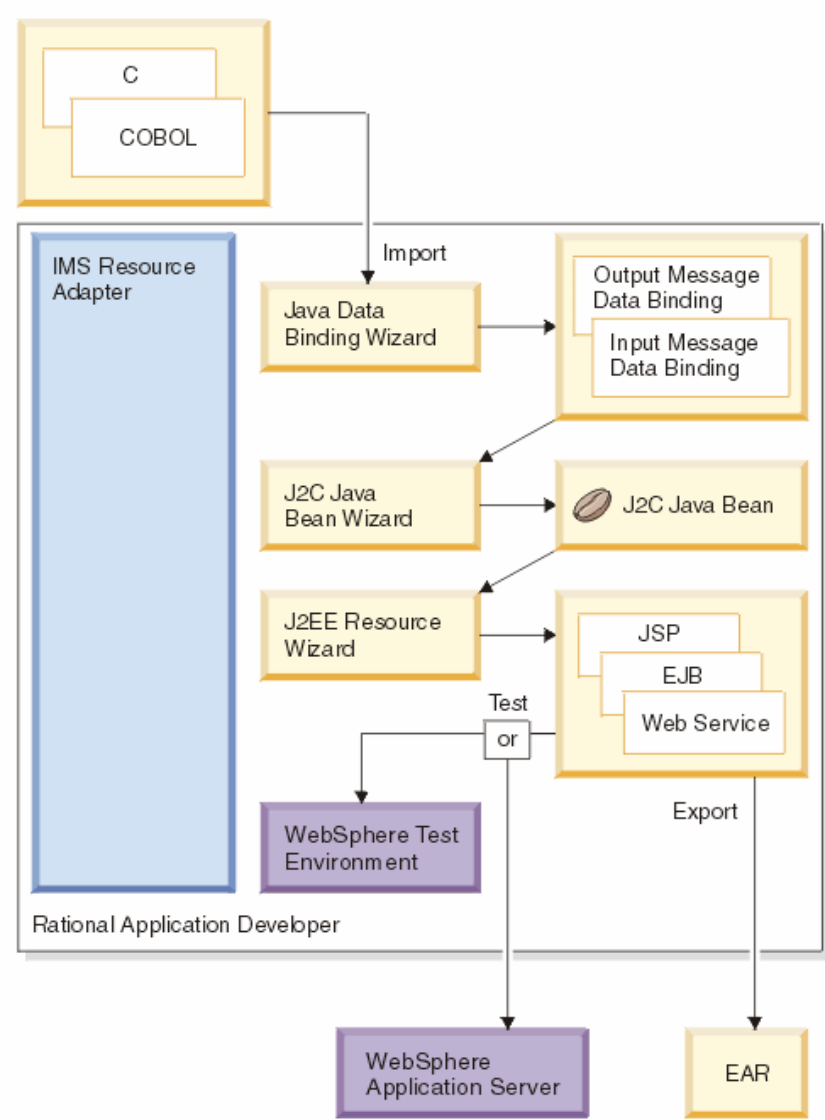 C
COBOL
Import
IMS Resource
Adapter
Java Data
Binding Wizard
Output Message
Data Binding
Input Message
Data Binding
J2C Java
Bean Wizard
J2C Java Bean
J2EE Resource
Wizard
JSP
EJB
Web Service
Test
or
WebSphere Test
Environment
Export
Rational Application Developer
WebSphere
Application Server
EAR